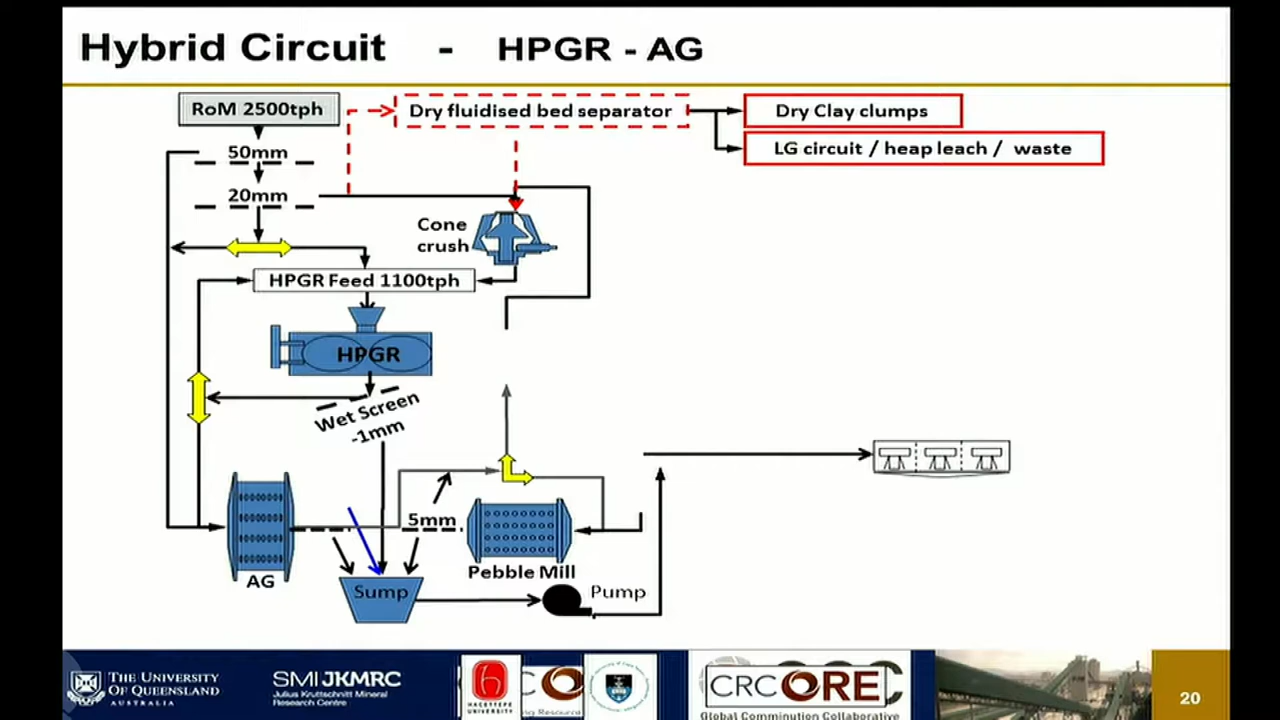 Hybrid Circuit - HPGR - AG
RoM 2500tph
Dry fluidised bed separator
Dry Clay clumps
LG circuit / heap leach / waste
50mm
20mm
Cone
crush
HPGR Feed 1100tph
HPGR
Wet Screen
-1mm
5mm
AG
Pebble Mill
Sump
Pump
THE UNIVERSITY
OF QUEENSLAND
AUSTRALIA
SMI JKMRC
Julius Kruttschnitt Mineral
Research Centre
HACETTEPE
UNIVERSITY
CRC ORE
Global Comminution Collaborative
20